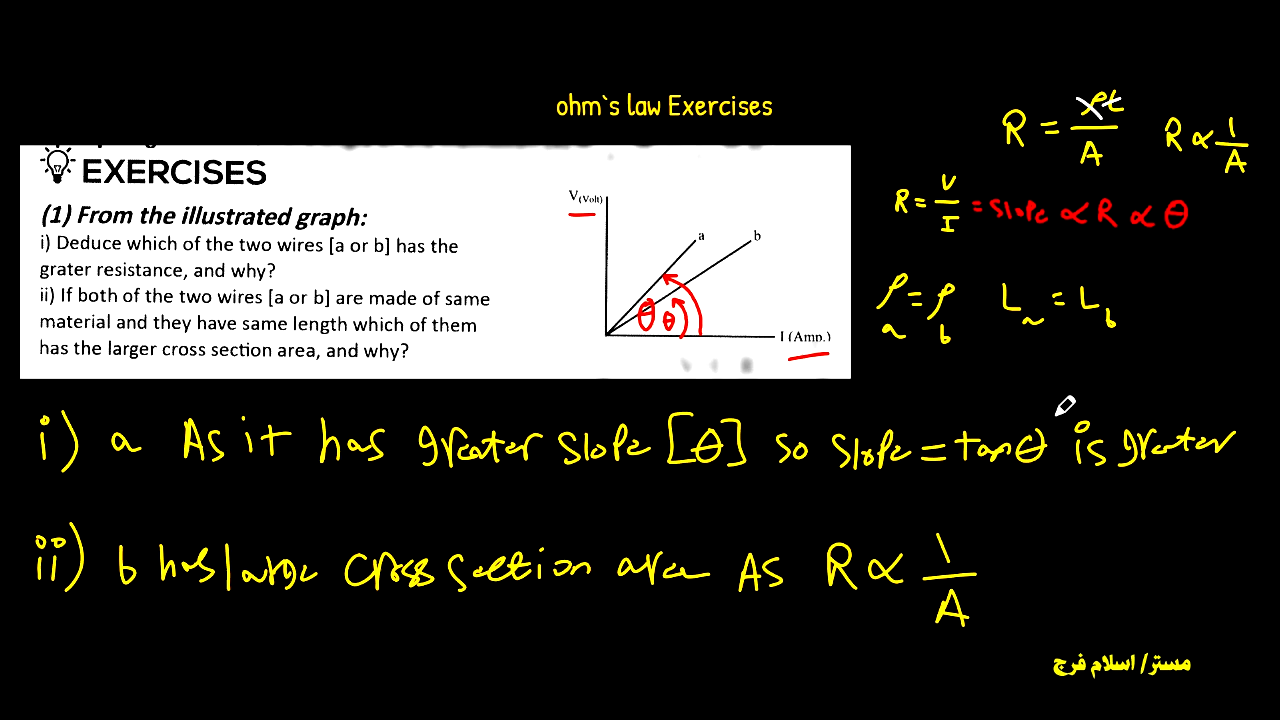 ohm`s law Exercises
EXERCISES
(1) From the illustrated graph:
i) Deduce which of the two wires [a or b] has the
grater resistance, and why?
ii) If both of the two wires [a or b] are made of same
material and they have same length which of them
has the larger cross section area, and why?
V(Volt)
a
b
θ θ
I (Amp.)
R = ρL/A R ∝ 1/A
R = V/I = slope ∝ R ∝ θ
ρa = ρb La = Lb
i) a As it has greater slope [θ] so slope = tanθ is greater
ii) b has large cross section area As R ∝ 1/A
مستر/ اسلام فرج